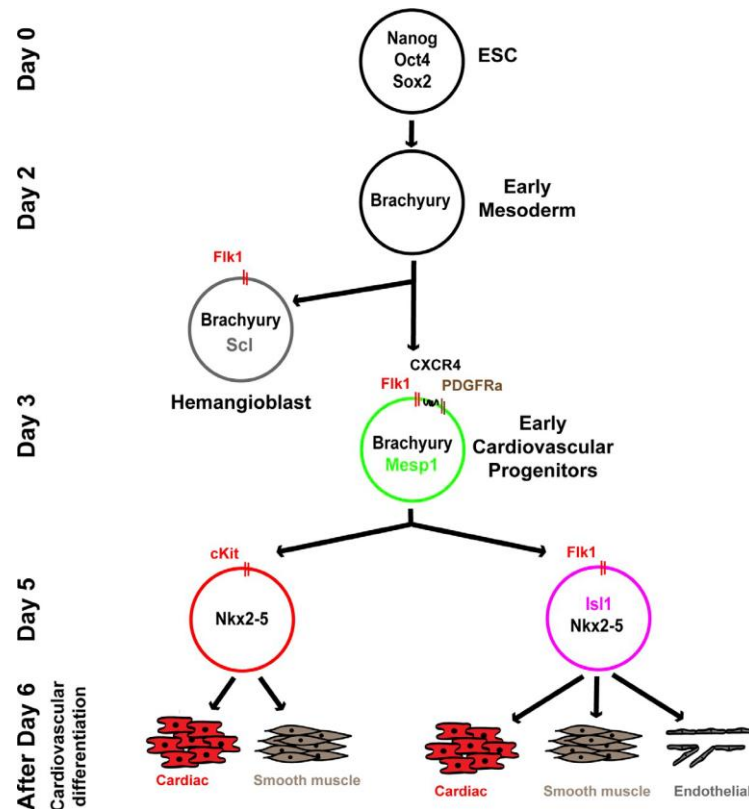 Day 0
Nanog
Oct4
Sox2
ESC
Day 2
Brachyury
Early
Mesoderm
Flk1
Brachyury
Scl
Hemangioblast
Day 3
CXCR4
Flk1
PDGFRa
Brachyury
Mesp1
Early
Cardiovascular
Progenitors
Day 5
cKit
Nkx2-5
Flk1
Isl1
Nkx2-5
After Day 6
Cardiovascular
differentiation
Cardiac
Smooth muscle
Cardiac
Smooth muscle
Endothelial